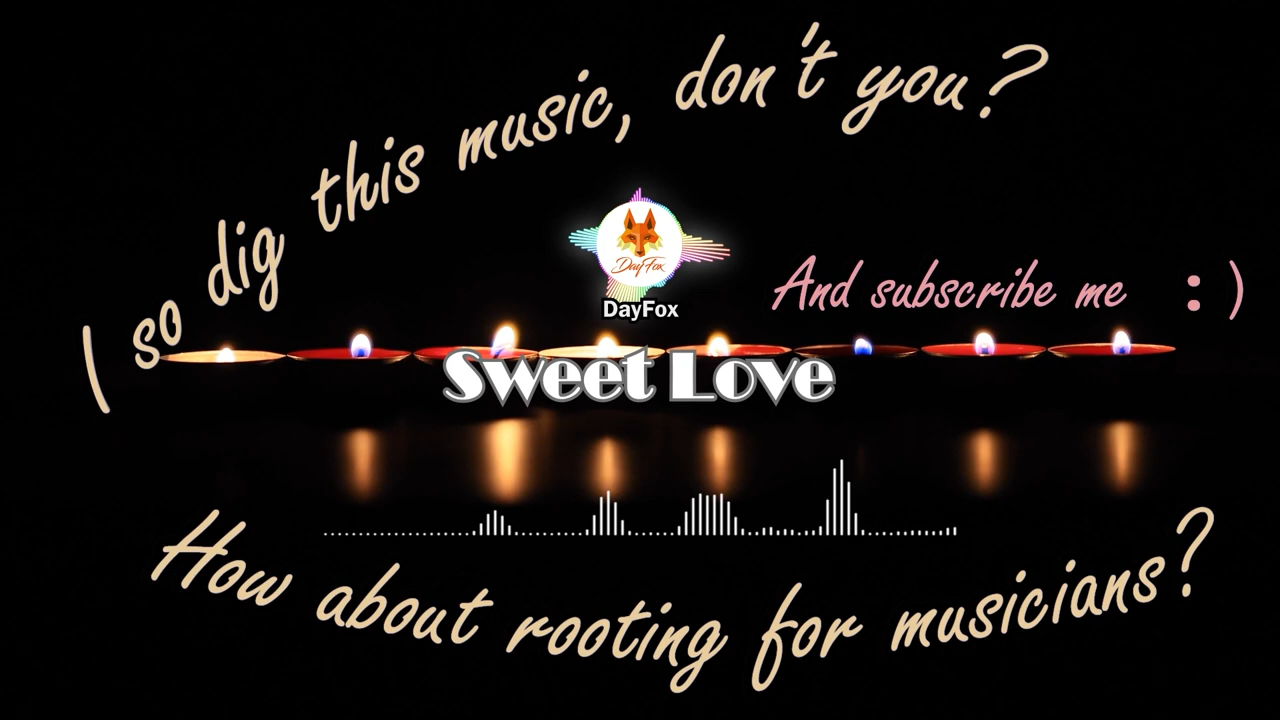 I so dig this music, don't you?
DayFox
DayFox
And subscribe me :)
Sweet Love
How about rooting for musicians?